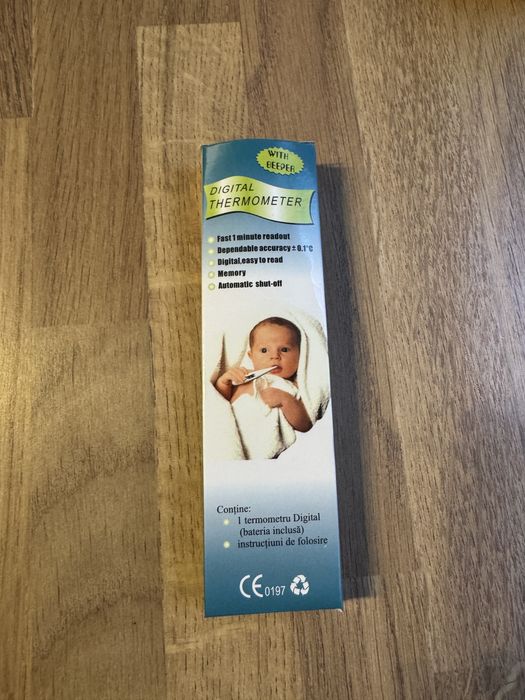 WITH
BEEPER
DIGITAL
THERMOMETER
Fast 1 minute readout
Dependable accuracy ± 0.1°C
Digital,easy to read
Memory
Automatic shut-off
Conține:
1 termometru Digital
(bateria inclusă)
instrucțiuni de folosire
CE 0197